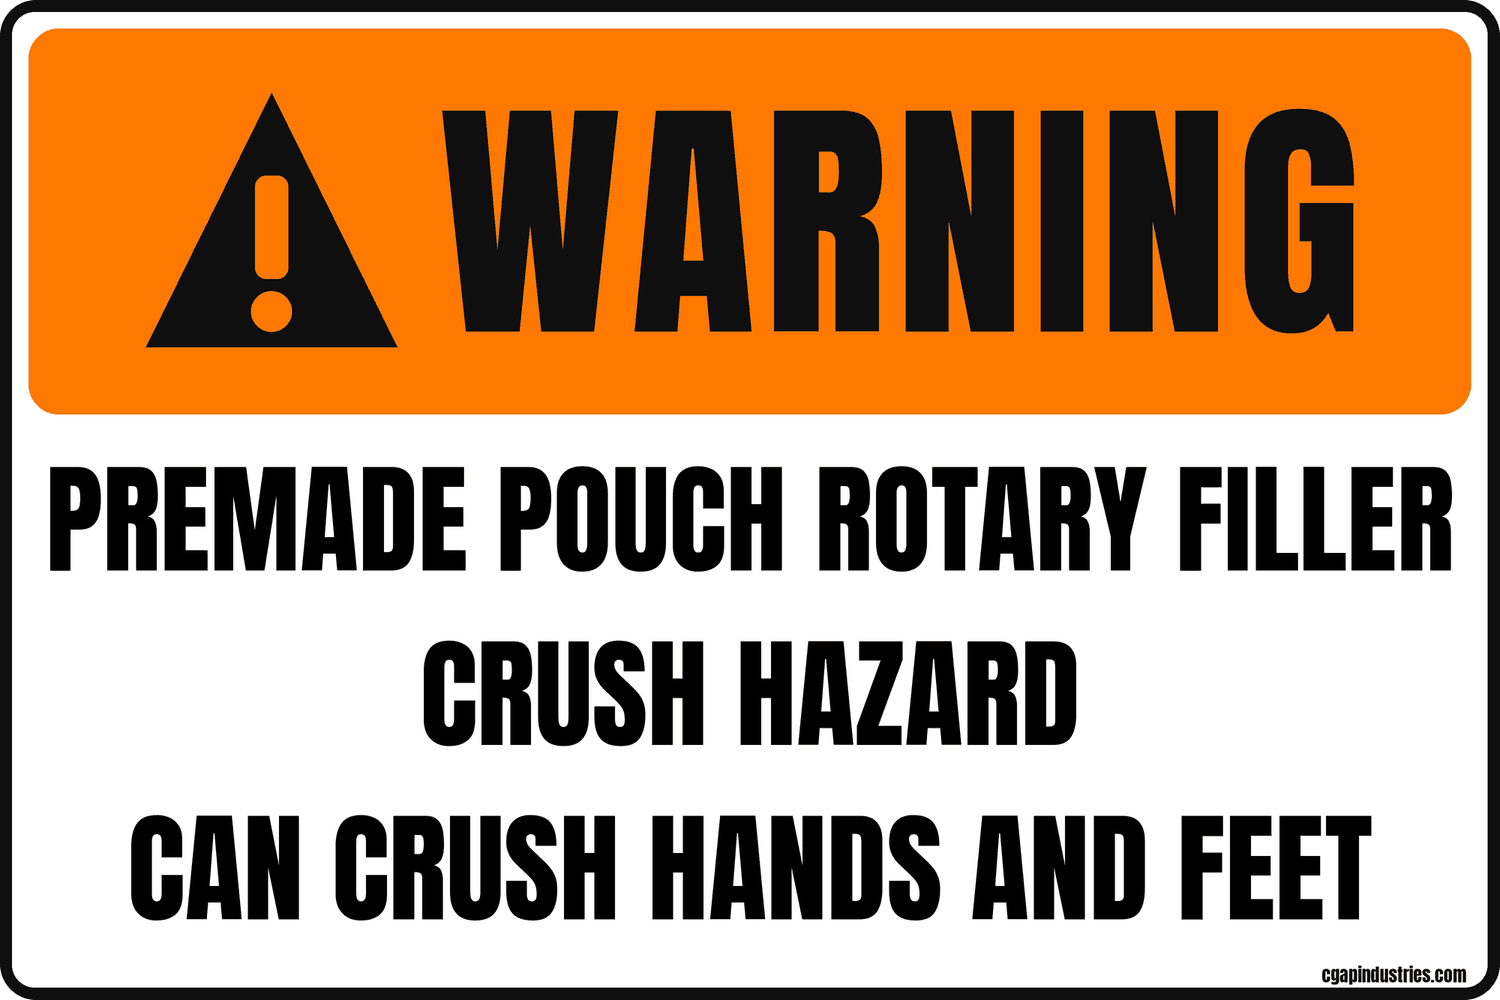 WARNING
PREMADE POUCH ROTARY FILLER
CRUSH HAZARD
CAN CRUSH HANDS AND FEET
cgapindustries.com